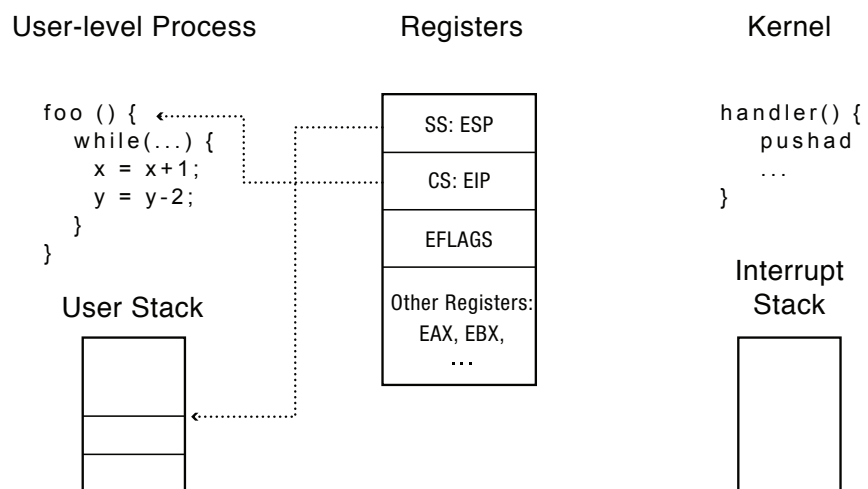 User-level Process
Registers
Kernel
foo () {
while(...) {
x = x+1;
y = y-2;
}
}
SS: ESP
CS: EIP
EFLAGS
Other Registers:
EAX, EBX,
...
handler() {
pushad
...
}
User Stack
Interrupt
Stack